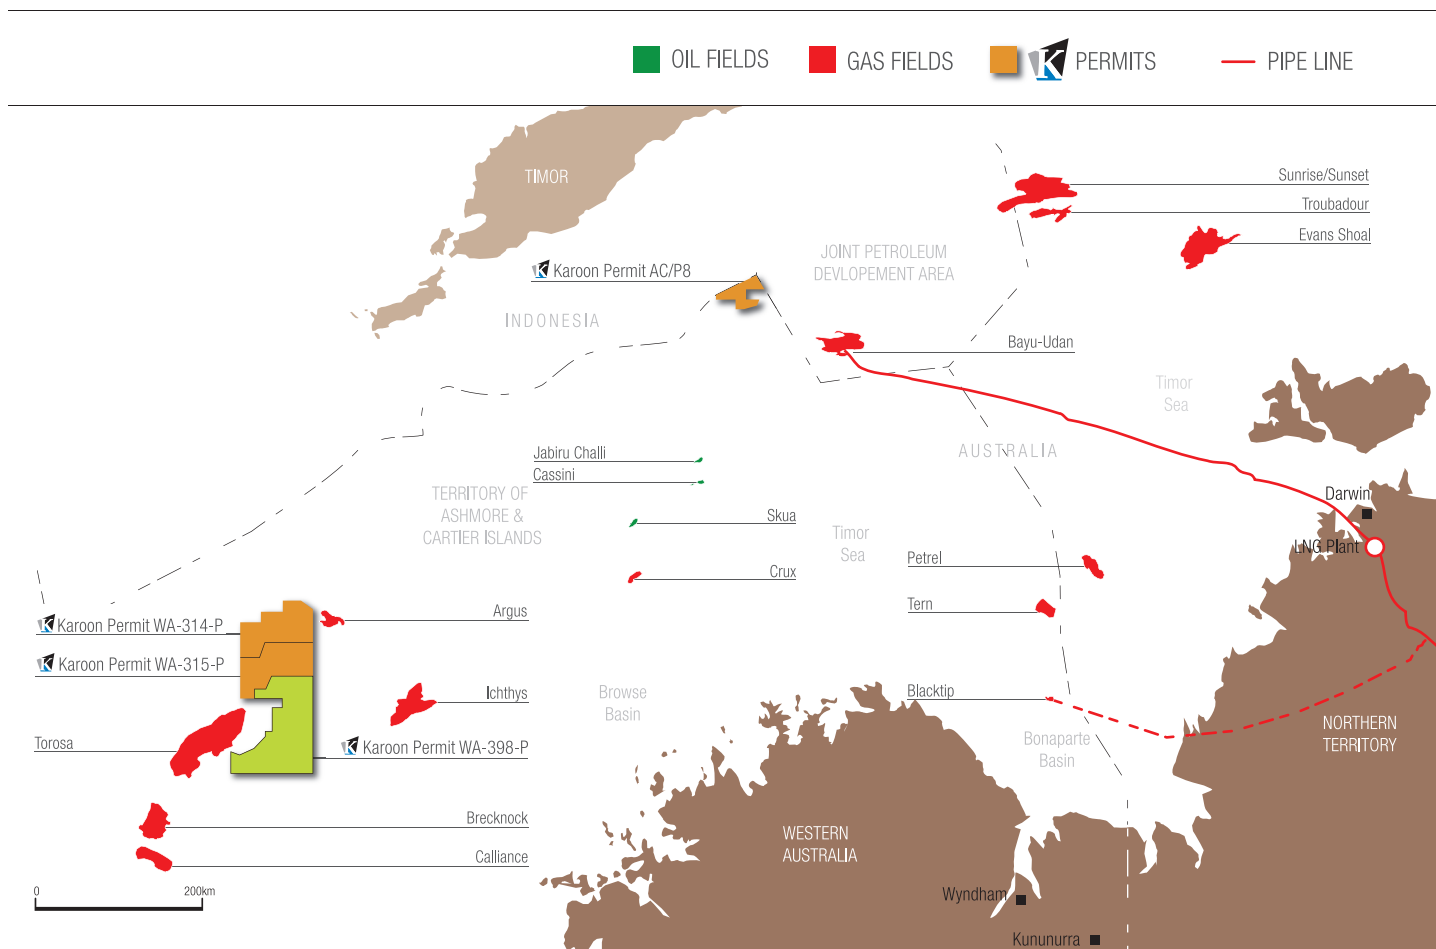 OIL FIELDS
GAS FIELDS
K PERMITS
PIPE LINE
TIMOR
Sunrise/Sunset
Troubadour
Evans Shoal
JOINT PETROLEUM
DEVLOPEMENT AREA
K Karoon Permit AC/P8
INDONESIA
Bayu-Udan
Timor
Sea
AUSTRALIA
Jabiru Challi
Cassini
TERRITORY OF
ASHMORE &
CARTIER ISLANDS
Skua
Timor
Sea
Darwin
LNG Plant
Petrel
Crux
Tern
Argus
K Karoon Permit WA-314-P
K Karoon Permit WA-315-P
Ichthys
Browse
Basin
Blacktip
Torosa
K Karoon Permit WA-398-P
Bonaparte
Basin
NORTHERN
TERRITORY
Brecknock
WESTERN
AUSTRALIA
Calliance
0 200km
Wyndham
Kununurra